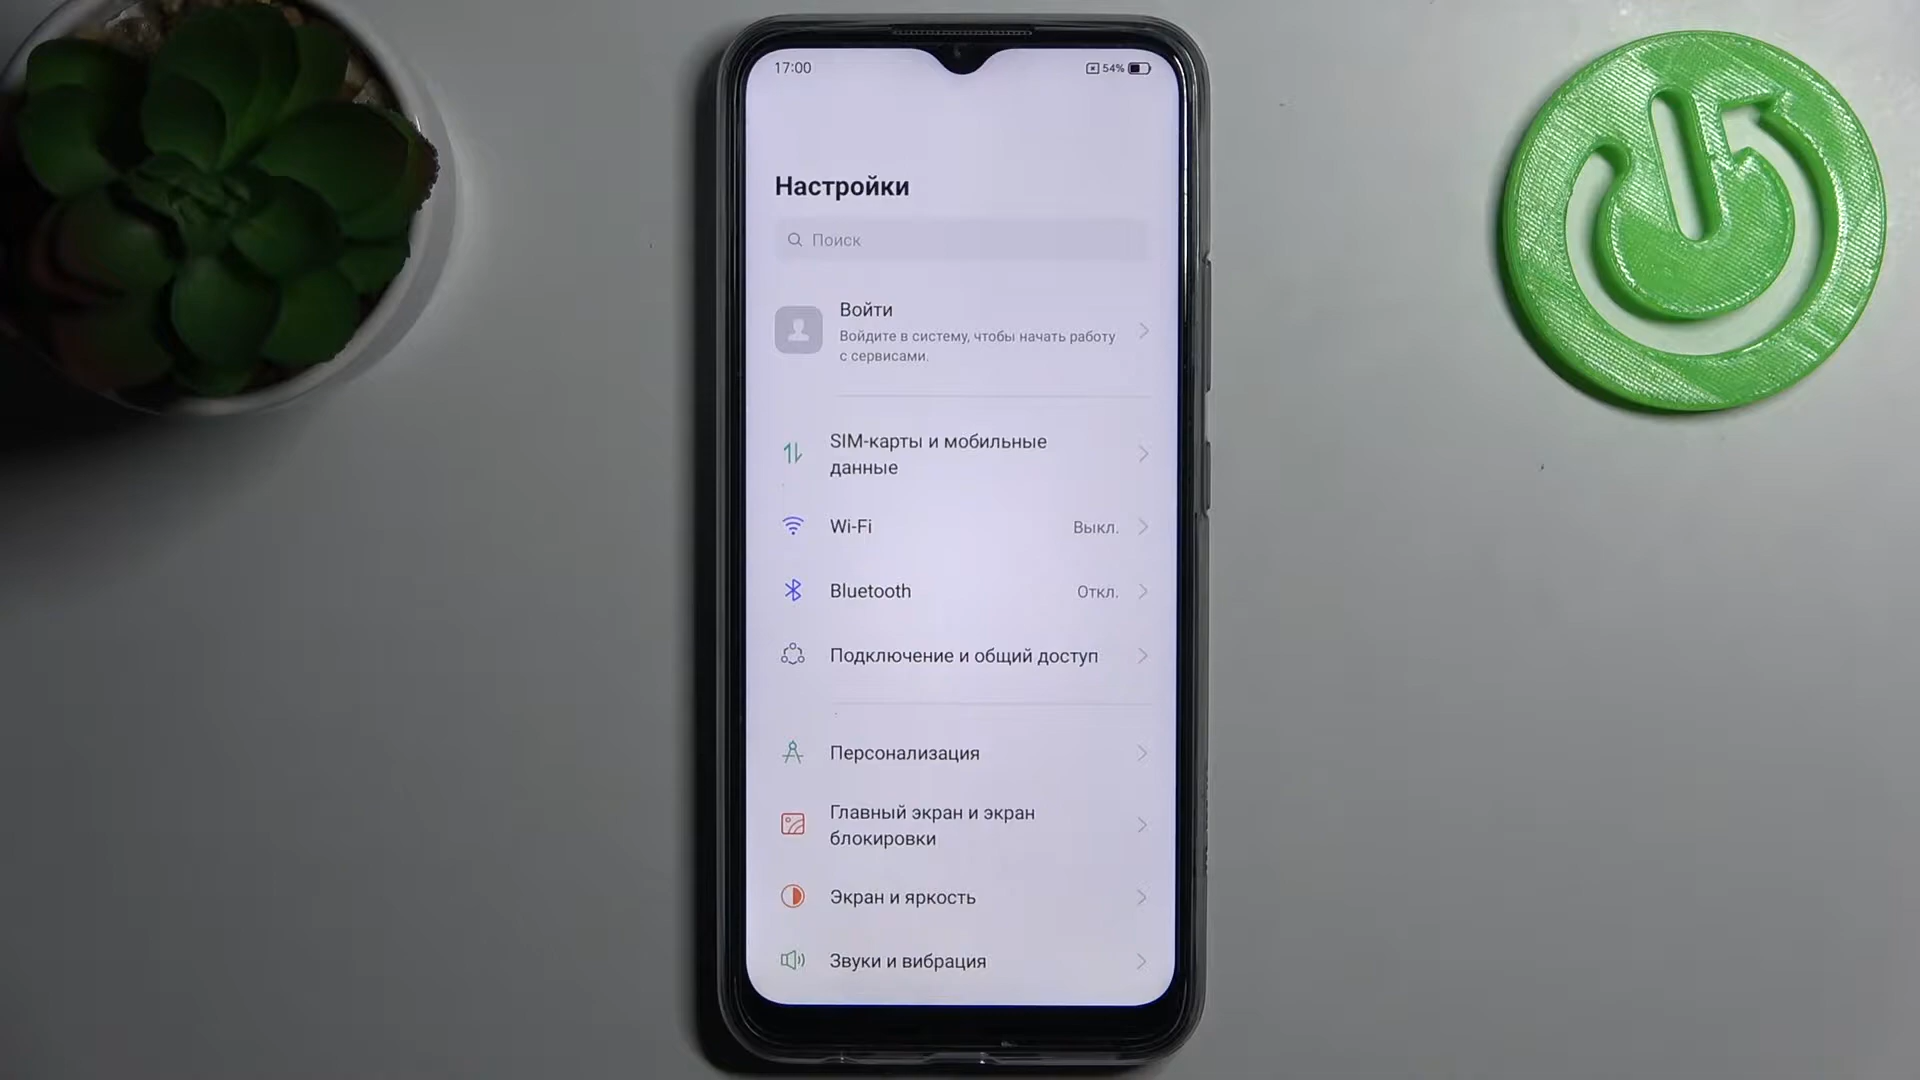 17:00
54%
Настройки
Поиск
Войти
Войдите в систему, чтобы начать работу
с сервисами.
SIM-карты и мобильные
данные
Wi-Fi
Выкл.
Bluetooth
Откл.
Подключение и общий доступ
Персонализация
Главный экран и экран
блокировки
Экран и яркость
Звуки и вибрация